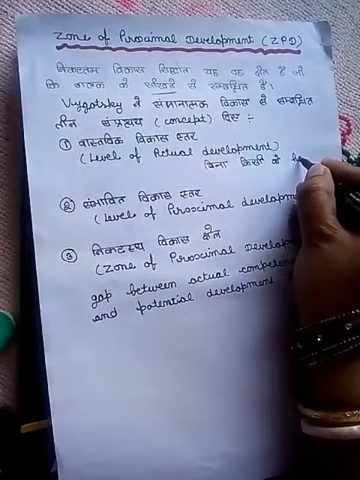 Zone of Proximal Development (ZPD)
निकटतम विकास सिद्धांत यह वह क्षेत्र है जो
कि बालक के सीखने से सम्बन्धित है।
Vygotsky ने संज्ञानात्मक विकास से सम्बन्धित
तीन संप्रत्यय (concept) दिए :-
① वास्तविक विकास स्तर
(Level of Actual development)
बिना किसी के
② संभावित विकास स्तर
(Level of Proximal developm
③ निकटस्थ विकास क्षेत्र
(Zone of Proximal Develop
gap between actual competen
and potential development